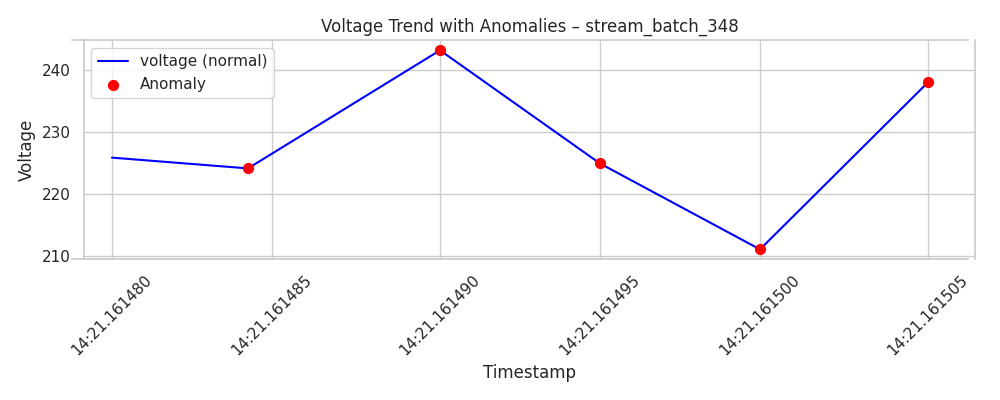 Voltage Trend with Anomalies – stream_batch_348
voltage (normal)
Anomaly
Voltage
240
230
220
210
14:21.161480
14:21.161485
14:21.161490
14:21.161495
14:21.161500
14:21.161505
Timestamp